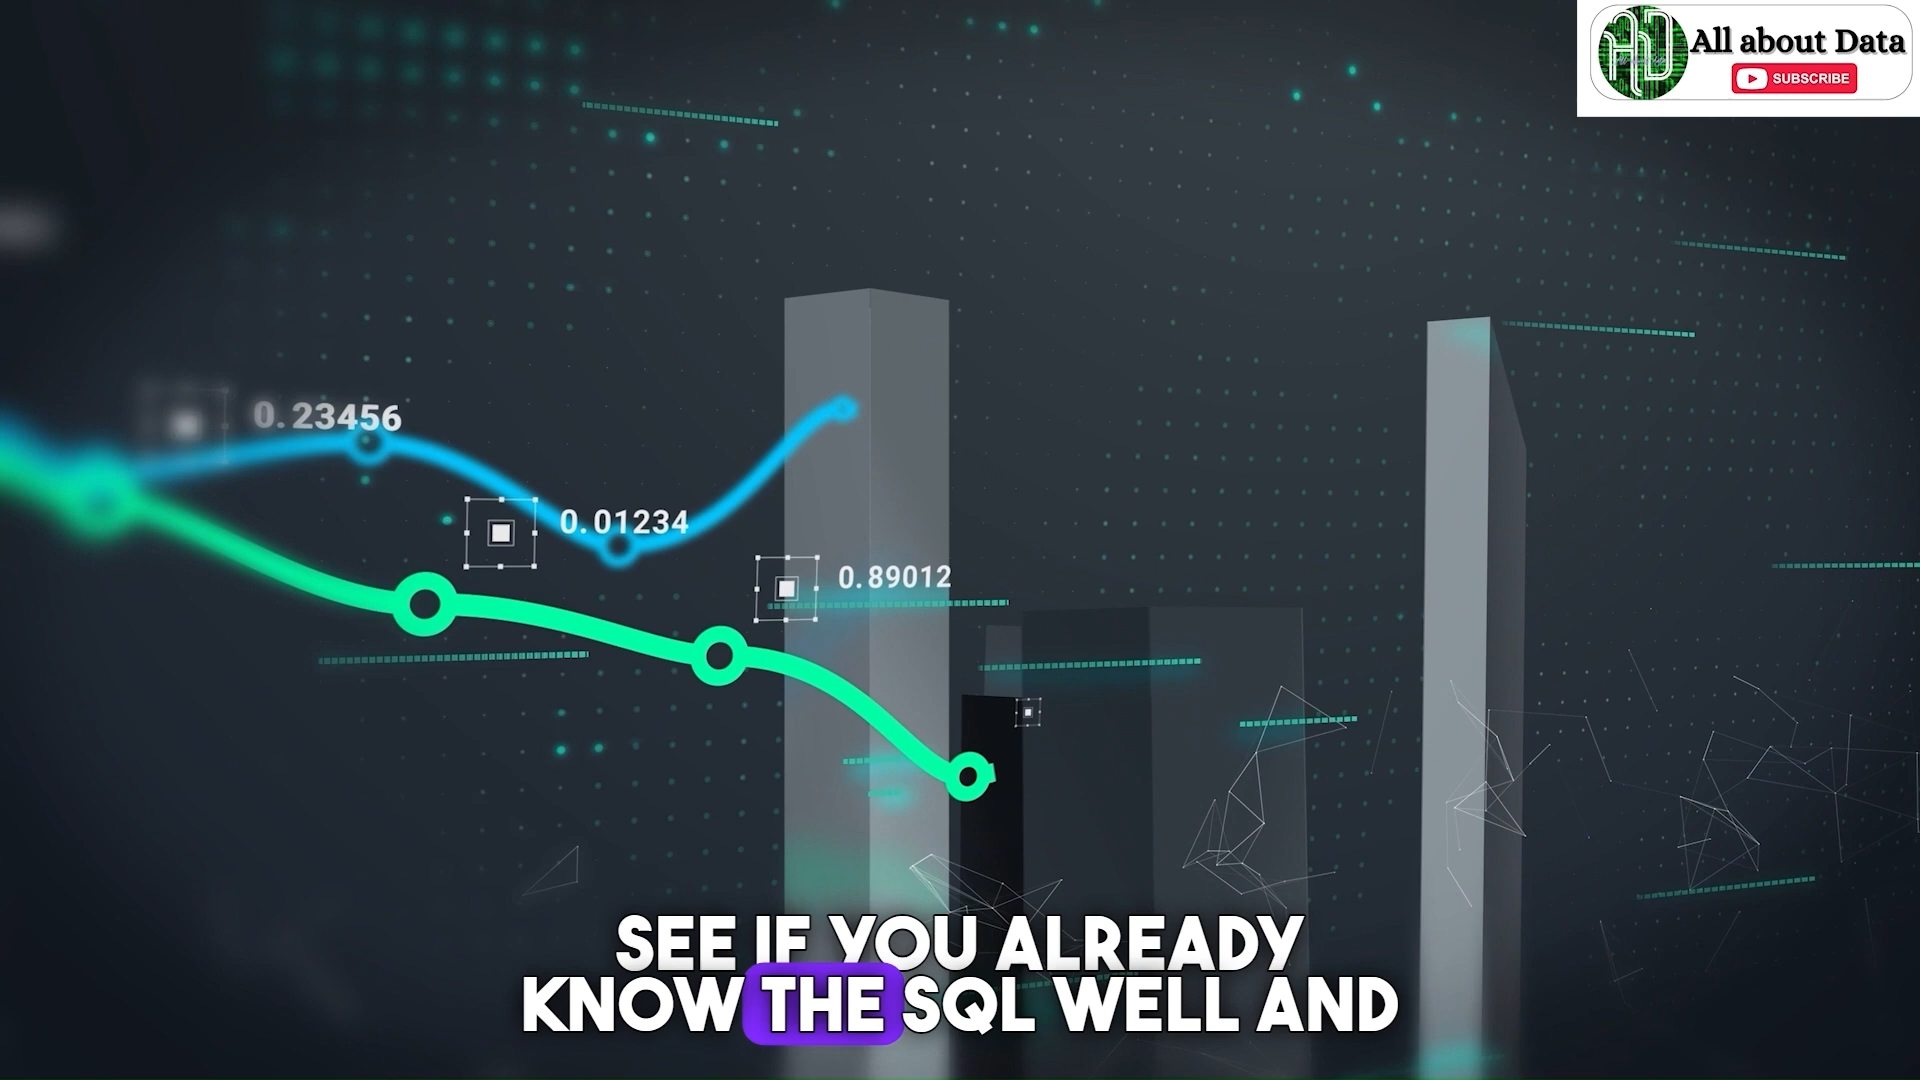 All about Data
SUBSCRIBE
0.23456
0.01234
0.89012
SEE IF YOU ALREADY
KNOW THE SQL WELL AND